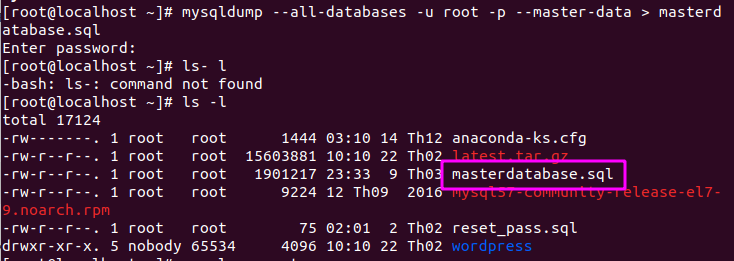 [root@localhost ~]# mysqldump --all-databases -u root -p --master-data > masterd
atabase.sql
Enter password:
[root@localhost ~]# ls- l
-bash: ls-: command not found
[root@localhost ~]# ls -l
total 17124
-rw-------. 1 root   root       1444 03:10 14 Th12 anaconda-ks.cfg
-rw-r--r--. 1 root   root   15603881 10:10 22 Th02 latest.tar.gz
-rw-r--r--. 1 root   root    1901217 23:33  9 Th03 masterdatabase.sql
-rw-r--r--. 1 root   root       9224 12 Th09  2016 mysql57-community-release-el7-
9.noarch.rpm
-rw-r--r--. 1 root   root         75 02:01  2 Th02 reset_pass.sql
drwxr-xr-x. 5 nobody 65534      4096 10:10 22 Th02 wordpress